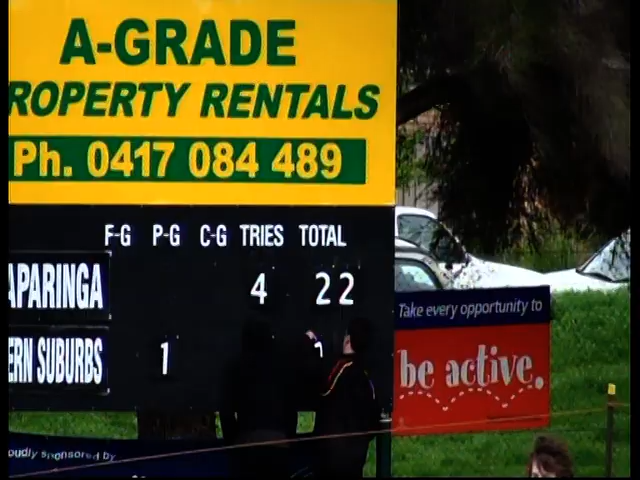 A-GRADE
ROPERTY RENTALS
Ph. 0417 084 489
F-G P-G C-G TRIES TOTAL
APARINGA 4 22
ERN SUBURBS 1
Take every opportunity to
be active.
oudly sponsored by